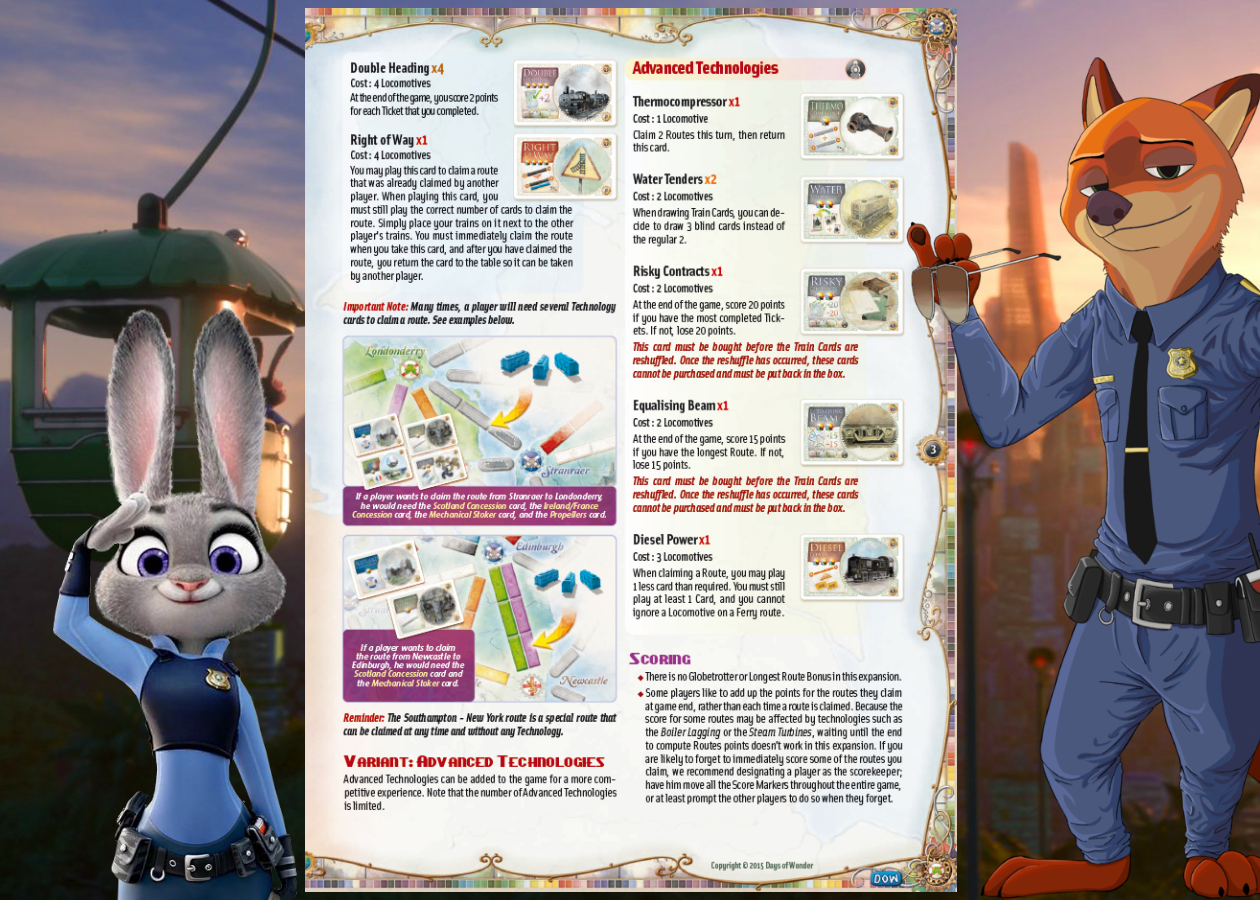 Double Heading x4
Cost : 4 Locomotives
At the end of the game, you score 2 points
for each Ticket that you completed.
DOUBLE
+2
Right of Way x1
Cost : 4 Locomotives
You may play this card to claim a route
that was already claimed by another
player. When playing this card, you
must still play the correct number of cards to claim the
route. Simply place your trains on it next to the other
player's trains. You must immediately claim the route
when you take this card, and after you have claimed the
route, you return the card to the table so it can be taken
by another player.
RIGHT
Important Note: Many times, a player will need several Technology
cards to claim a route. See examples below.
Londonderry
Stranraer
If a player wants to claim the route from Stranraer to Londonderry,
he would need the Scotland Concession card, the Ireland/France
Concession card, the Mechanical Stoker card, and the Propellers card.
Edinburgh
Newcastle
If a player wants to claim
the route from Newcastle to
Edinburgh, he would need the
Scotland Concession card and
the Mechanical Stoker card.
Reminder: The Southampton - New York route is a special route that
can be claimed at any time and without any Technology.
Variant: Advanced Technologies
Advanced Technologies can be added to the game for a more com-
petitive experience. Note that the number of Advanced Technologies
is limited.
Advanced Technologies
Thermocompressor x1
Cost : 1 Locomotive
Claim 2 Routes this turn, then return
this card.
THERMO
Water Tenders x2
Cost : 2 Locomotives
When drawing Train Cards, you can de-
cide to draw 3 blind cards instead of
the regular 2.
WATER
Risky Contracts x1
Cost : 2 Locomotives
At the end of the game, score 20 points
if you have the most completed Tick-
ets. If not, lose 20 points.
RISKY
-20
This card must be bought before the Train Cards are
reshuffled. Once the reshuffle has occurred, these cards
cannot be purchased and must be put back in the box.
Equalising Beam x1
Cost : 2 Locomotives
At the end of the game, score 15 points
if you have the longest Route. If not,
lose 15 points.
BEAM
This card must be bought before the Train Cards are
reshuffled. Once the reshuffle has occurred, these cards
cannot be purchased and must be put back in the box.
3
Diesel Power x1
Cost : 3 Locomotives
When claiming a Route, you may play
1 less card than required. You must still
play at least 1 Card, and you cannot
ignore a Locomotive on a Ferry route.
DIESEL
Scoring
There is no Globetrotter or Longest Route Bonus in this expansion.
Some players like to add up the points for the routes they claim
at game end, rather than each time a route is claimed. Because the
score for some routes may be affected by technologies such as
the Boiler Lagging or the Steam Turbines, waiting until the end
to compute Routes points doesn't work in this expansion. If you
are likely to forget to immediately score some of the routes you
claim, we recommend designating a player as the scorekeeper;
have him move all the Score Markers throughout the entire game,
or at least prompt the other players to do so when they forget.
Copyright © 2015 Days of Wonder
DOW